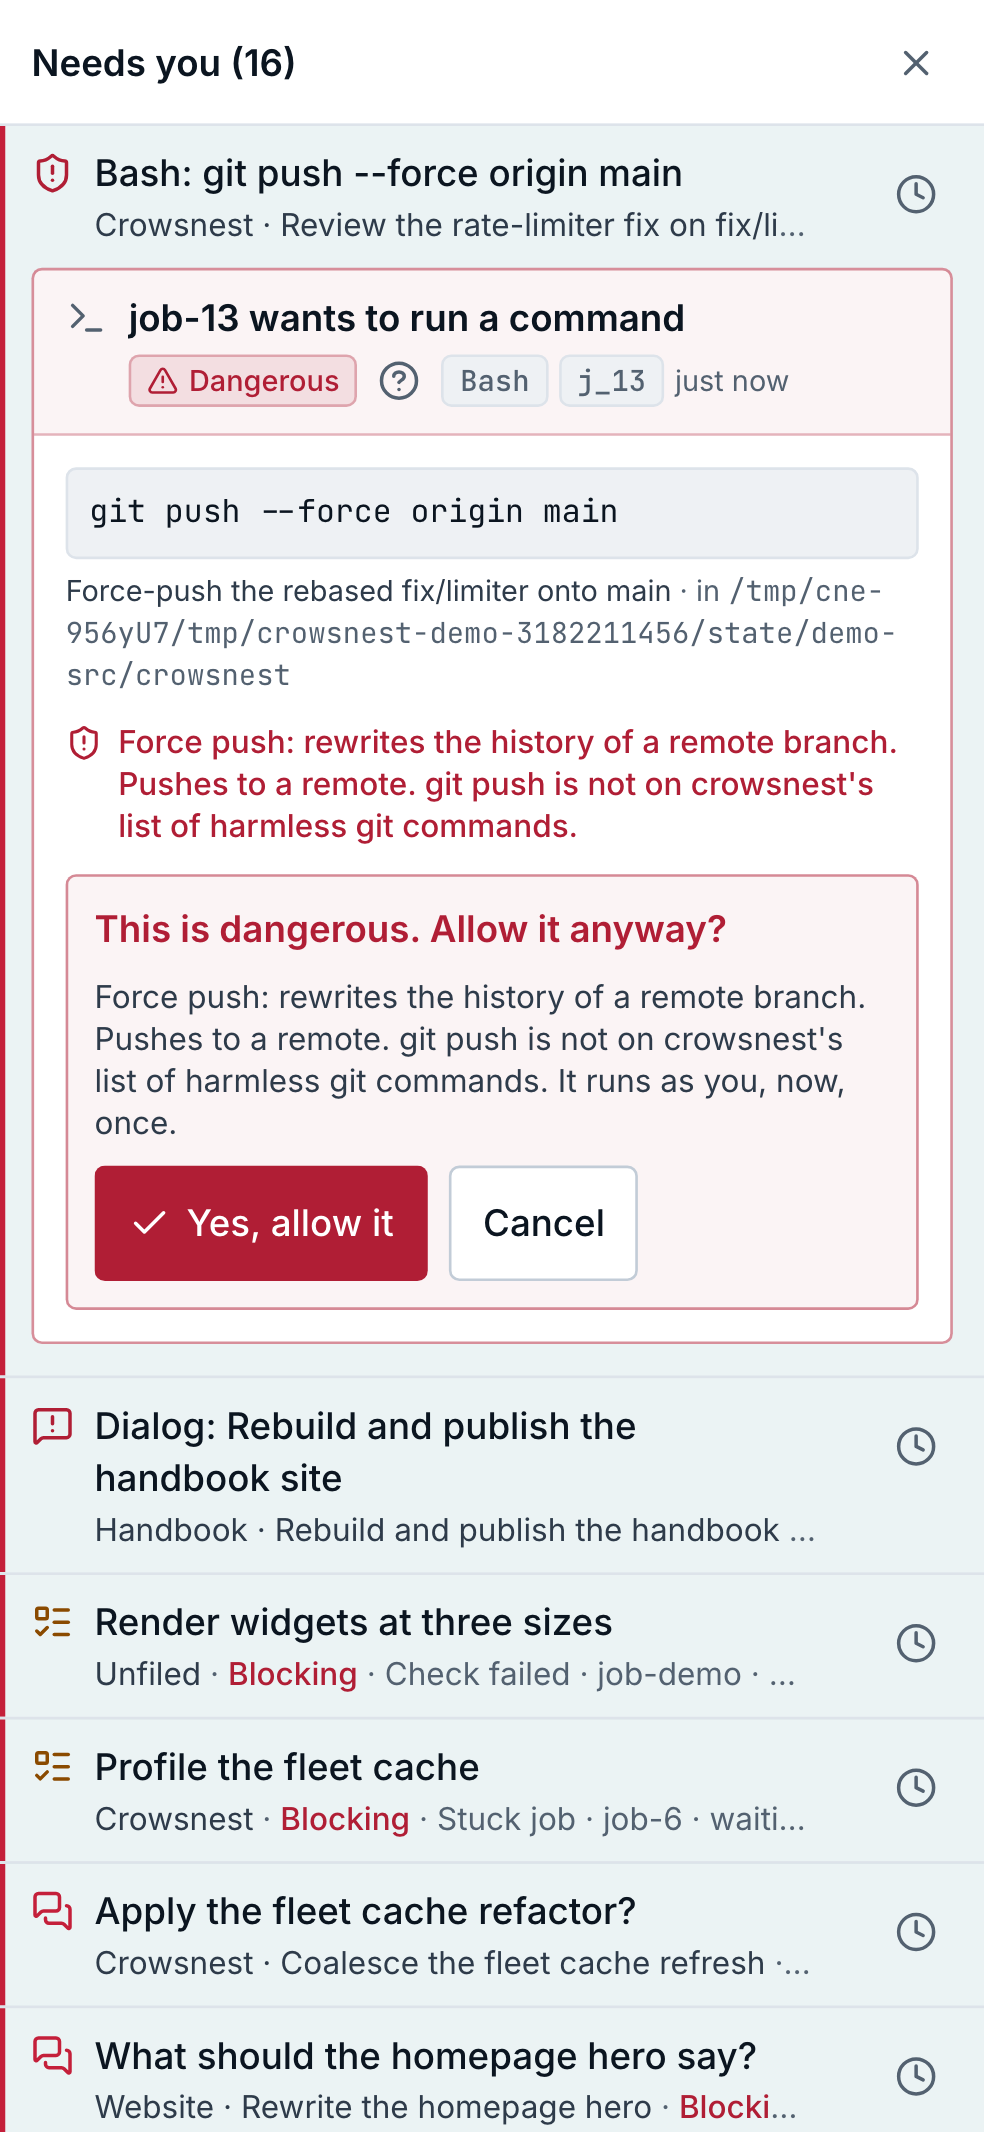 Needs you (16)
Bash: git push --force origin main
Crowsnest · Review the rate-limiter fix on fix/li...
job-13 wants to run a command
Dangerous Bash j_13 just now
git push --force origin main
Force-push the rebased fix/limiter onto main · in /tmp/cne-
956yU7/tmp/crowsnest-demo-3182211456/state/demo-
src/crowsnest
Force push: rewrites the history of a remote branch.
Pushes to a remote. git push is not on crowsnest's
list of harmless git commands.
This is dangerous. Allow it anyway?
Force push: rewrites the history of a remote branch.
Pushes to a remote. git push is not on crowsnest's
list of harmless git commands. It runs as you, now,
once.
Yes, allow it Cancel
Dialog: Rebuild and publish the
handbook site
Handbook · Rebuild and publish the handbook ...
Render widgets at three sizes
Unfiled · Blocking · Check failed · job-demo · ...
Profile the fleet cache
Crowsnest · Blocking · Stuck job · job-6 · waiti...
Apply the fleet cache refactor?
Crowsnest · Coalesce the fleet cache refresh ·...
What should the homepage hero say?
Website · Rewrite the homepage hero · Blocki...